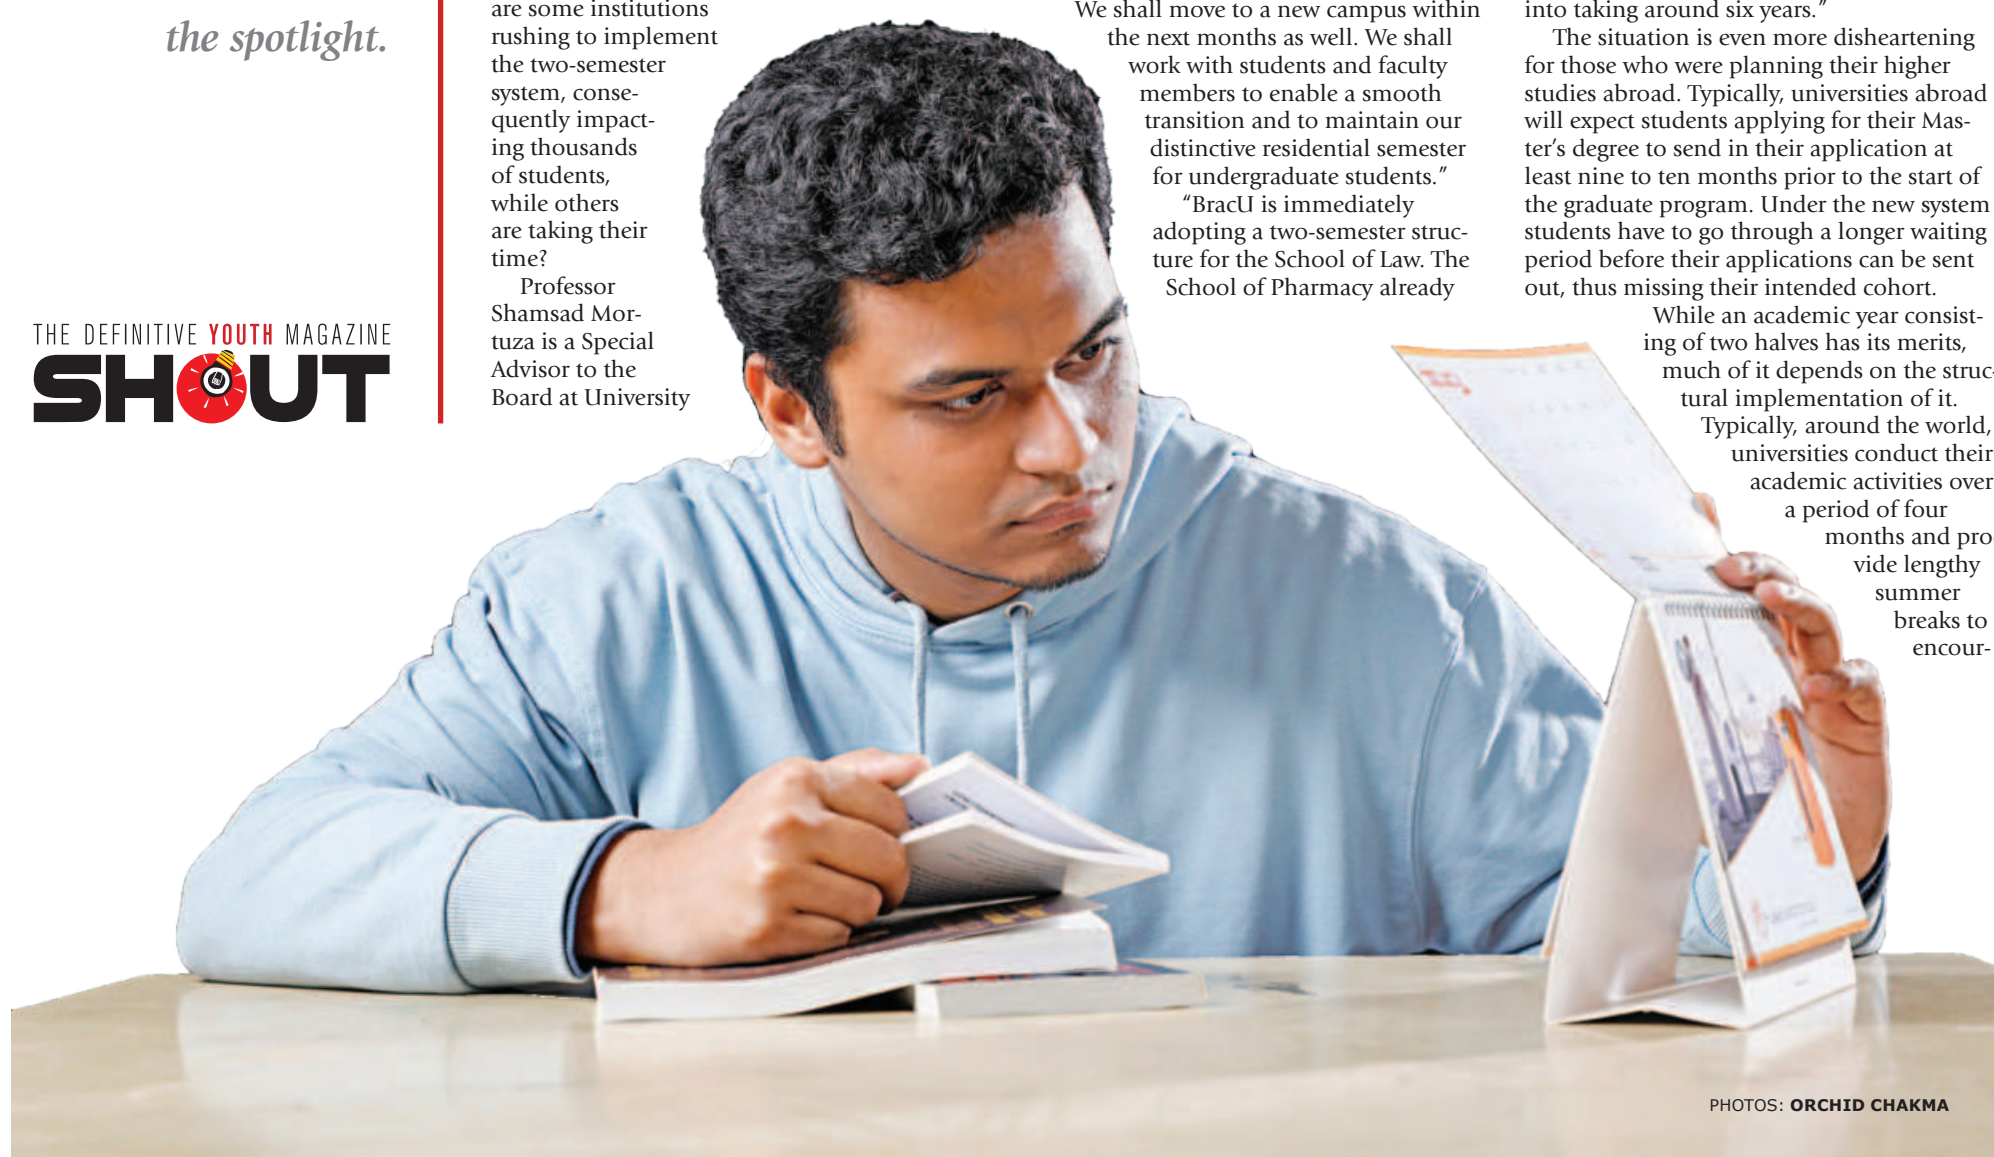 the spotlight.
THE DEFINITIVE YOUTH MAGAZINE
SHOUT
are some institutions
rushing to implement
the two-semester
system, conse-
quently impact-
ing thousands
of students,
while others
are taking their
time?
Professor
Shamsad Mor-
tuza is a Special
Advisor to the
Board at University
We shall move to a new campus within
the next months as well. We shall
work with students and faculty
members to enable a smooth
transition and to maintain our
distinctive residential semester
for undergraduate students.”
“BracU is immediately
adopting a two-semester struc-
ture for the School of Law. The
School of Pharmacy already
into taking around six years.”
The situation is even more disheartening
for those who were planning their higher
studies abroad. Typically, universities abroad
will expect students applying for their Mas-
ter’s degree to send in their application at
least nine to ten months prior to the start of
the graduate program. Under the new system
students have to go through a longer waiting
period before their applications can be sent
out, thus missing their intended cohort.
While an academic year consist-
ing of two halves has its merits,
much of it depends on the struc-
tural implementation of it.
Typically, around the world,
universities conduct their
academic activities over
a period of four
months and pro-
vide lengthy
summer
breaks to
encour-
PHOTOS: ORCHID CHAKMA